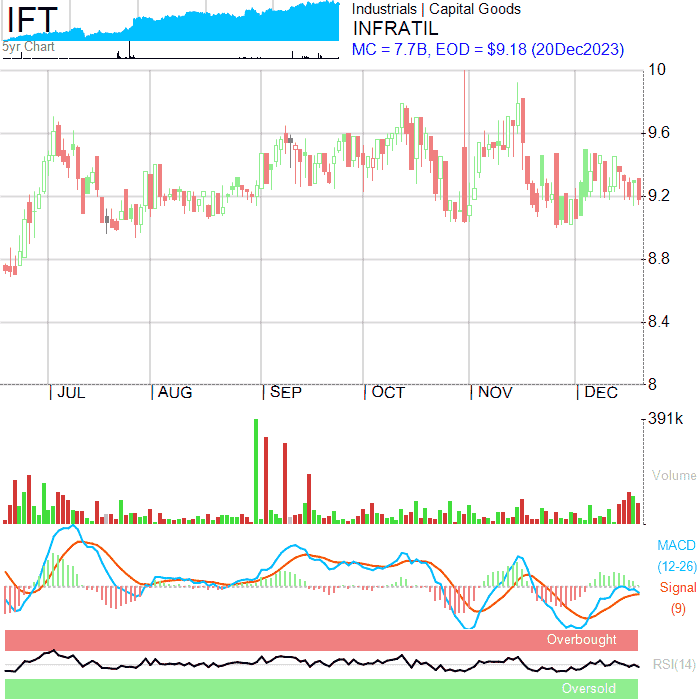 IFT
5yr Chart
Industrials | Capital Goods
INFRATIL
MC = 7.7B, EOD = $9.18 (20Dec2023)
10
9.6
9.2
8.8
8.4
8
JUL
AUG
SEP
OCT
NOV
DEC
391k
Volume
MACD
(12-26)
Signal
(9)
Overbought
RSI(14)
Oversold